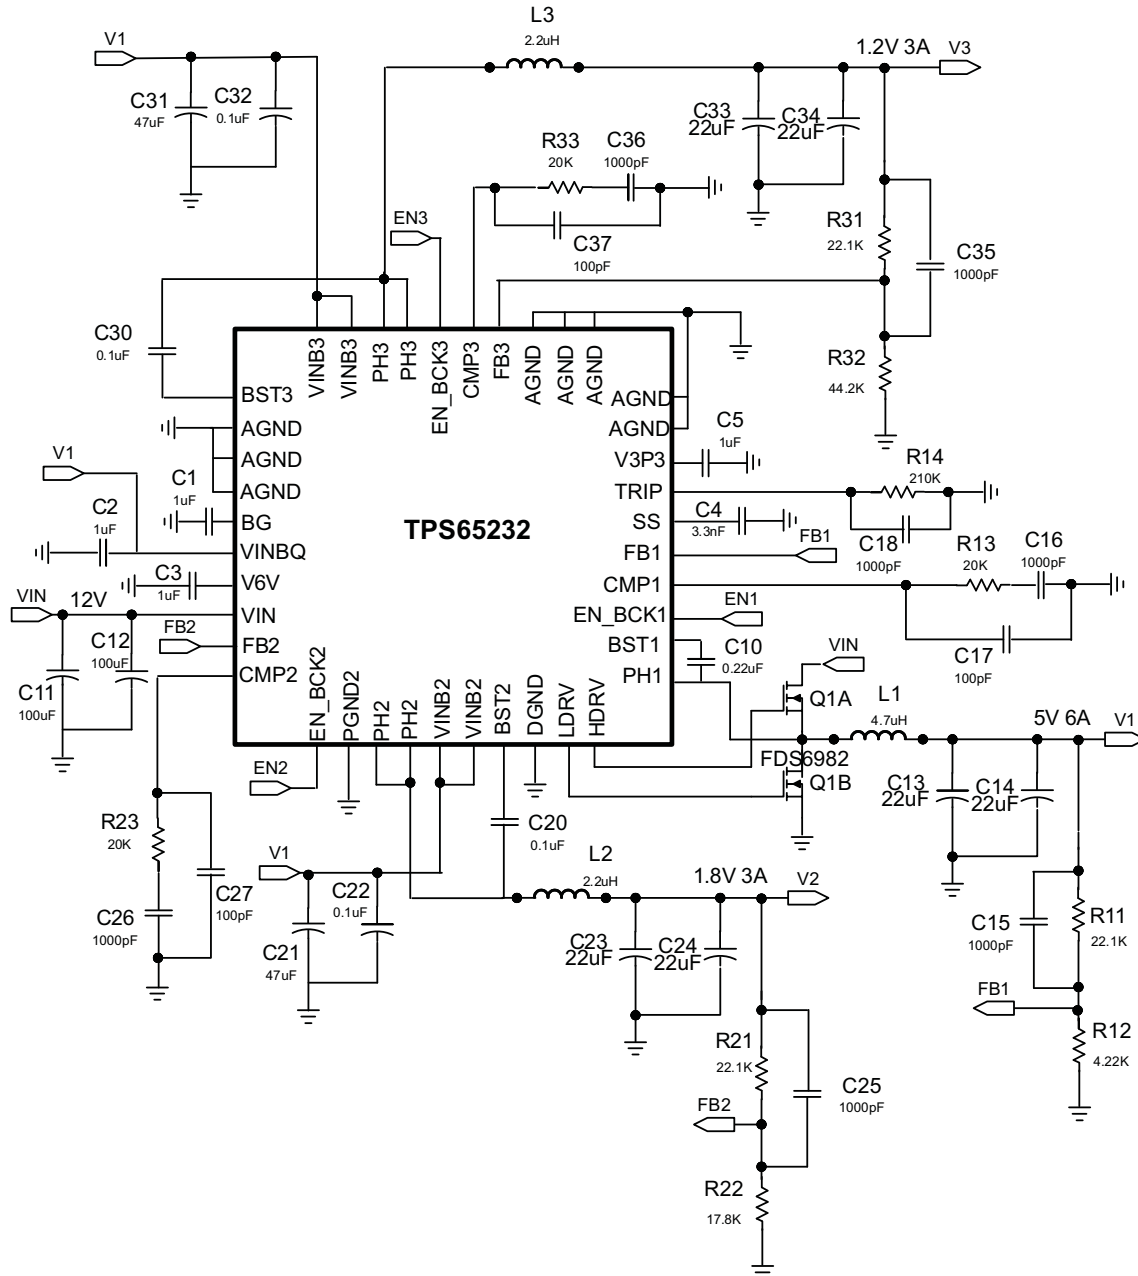 L3
2.2uH
V1
1.2V 3A
V3
C31
47uF
C32
0.1uF
C33
22uF
C34
22uF
R33
20K
C36
1000pF
EN3
C37
100pF
R31
22.1K
C35
1000pF
C30
0.1uF
R32
44.2K
VINB3
VINB3
PH3
PH3
EN_BCK3
CMP3
FB3
AGND
AGND
AGND
BST3
AGND
AGND
AGND
BG
VINBQ
V6V
VIN
FB2
CMP2
AGND
AGND
V3P3
TRIP
SS
FB1
CMP1
EN_BCK1
BST1
PH1
TPS65232
EN_BCK2
PGND2
PH2
PH2
VINB2
VINB2
BST2
DGND
LDRV
HDRV
V1
C1
1uF
C2
1uF
C3
1uF
VIN
12V
FB2
C12
100uF
C11
100uF
C5
1uF
R14
210K
C4
3.3nF
C18
1000pF
FB1
R13
20K
C16
1000pF
EN1
C17
100pF
C10
0.22uF
VIN
Q1A
L1
4.7uH
5V 6A
V1
FDS6982
Q1B
C13
22uF
C14
22uF
EN2
R23
20K
C27
100pF
C26
1000pF
V1
C22
0.1uF
C21
47uF
C20
0.1uF
L2
2.2uH
1.8V 3A
V2
C23
22uF
C24
22uF
C15
1000pF
R11
22.1K
FB1
R12
4.22K
R21
22.1K
C25
1000pF
FB2
R22
17.8K